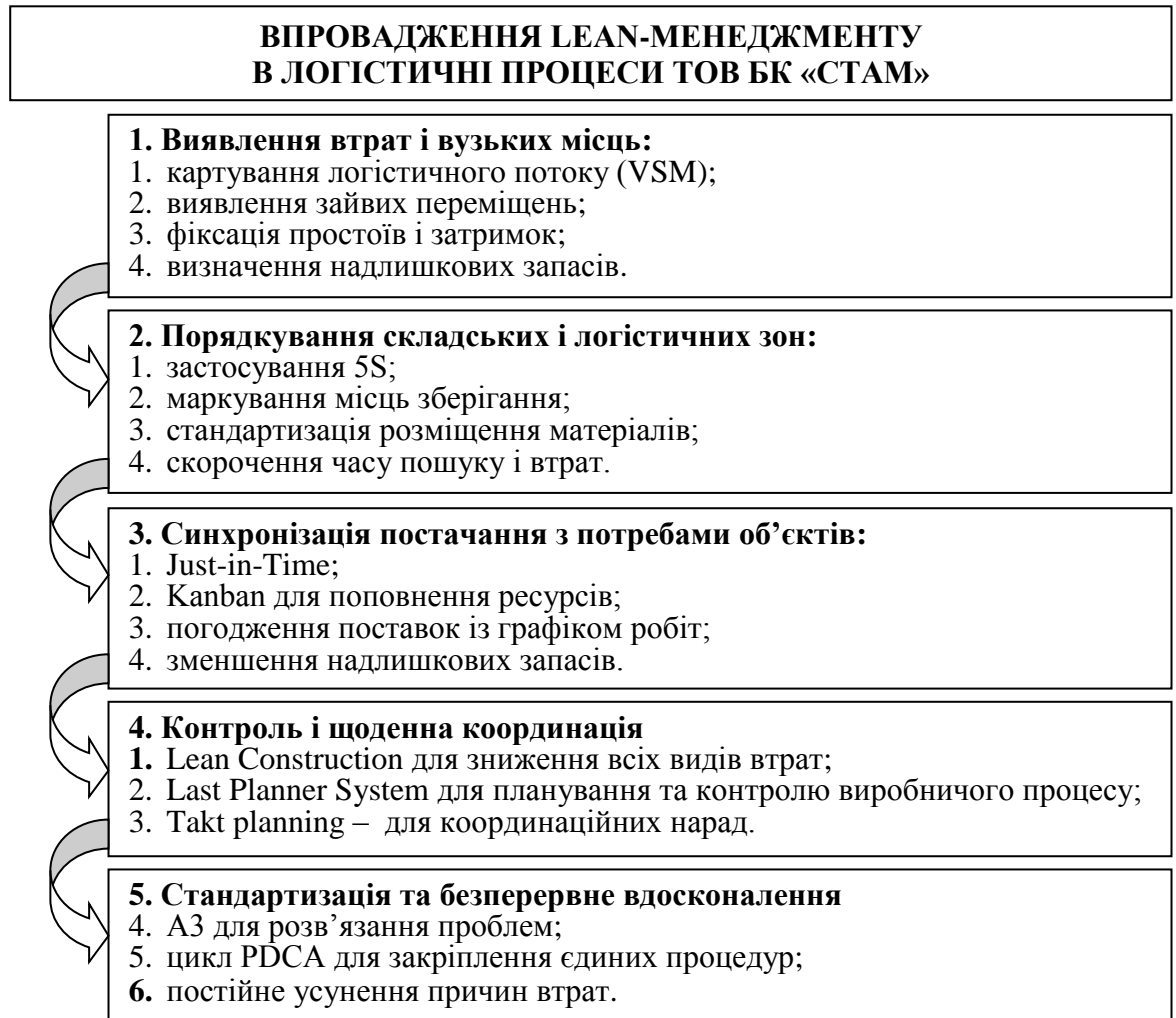 ВПРОВАДЖЕННЯ LEAN-МЕНЕДЖМЕНТУ
В ЛОГІСТИЧНІ ПРОЦЕСИ ТОВ БК «СТАМ»
1. Виявлення втрат і вузьких місць:
1. картування логістичного потоку (VSM);
2. виявлення зайвих переміщень;
3. фіксація простоїв і затримок;
4. визначення надлишкових запасів.
2. Порядкування складських і логістичних зон:
1. застосування 5S;
2. маркування місць зберігання;
3. стандартизація розміщення матеріалів;
4. скорочення часу пошуку і втрат.
3. Синхронізація постачання з потребами об’єктів:
1. Just-in-Time;
2. Kanban для поповнення ресурсів;
3. погодження поставок із графіком робіт;
4. зменшення надлишкових запасів.
4. Контроль і щоденна координація
1. Lean Construction для зниження всіх видів втрат;
2. Last Planner System для планування та контролю виробничого процесу;
3. Takt planning – для координаційних нарад.
5. Стандартизація та безперервне вдосконалення
4. А3 для розв’язання проблем;
5. цикл PDCA для закріплення єдиних процедур;
6. постійне усунення причин втрат.